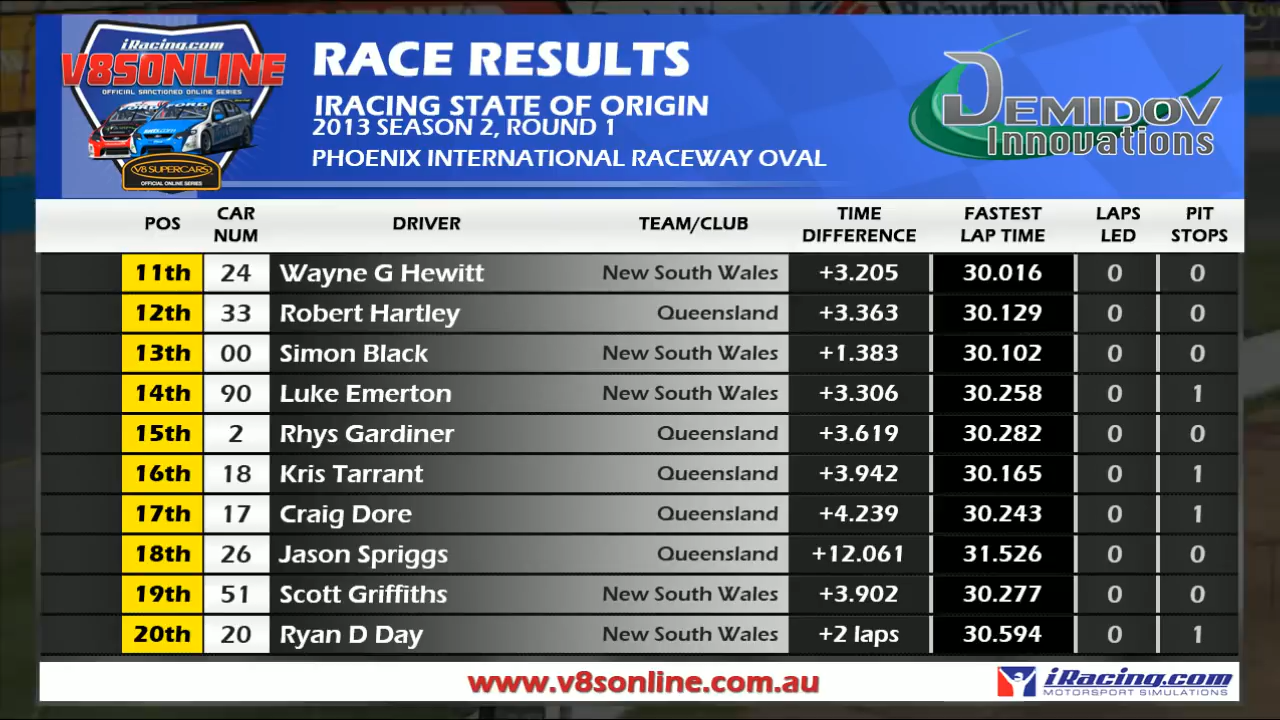 iRacing.com
V8SONLINE
OFFICIAL SANCTIONED ONLINE SERIES
V8 SUPERCARS
OFFICIAL ONLINE SERIES
RACE RESULTS
IRACING STATE OF ORIGIN
2013 SEASON 2, ROUND 1
PHOENIX INTERNATIONAL RACEWAY OVAL
DEMIDOV
Innovations
POS CAR NUM DRIVER TEAM/CLUB TIME DIFFERENCE FASTEST LAP TIME LAPS LED PIT STOPS
11th 24 Wayne G Hewitt New South Wales +3.205 30.016 0 0
12th 33 Robert Hartley Queensland +3.363 30.129 0 0
13th 00 Simon Black New South Wales +1.383 30.102 0 0
14th 90 Luke Emerton New South Wales +3.306 30.258 0 1
15th 2 Rhys Gardiner Queensland +3.619 30.282 0 0
16th 18 Kris Tarrant Queensland +3.942 30.165 0 1
17th 17 Craig Dore Queensland +4.239 30.243 0 1
18th 26 Jason Spriggs Queensland +12.061 31.526 0 0
19th 51 Scott Griffiths New South Wales +3.902 30.277 0 0
20th 20 Ryan D Day New South Wales +2 laps 30.594 0 1
www.v8sonline.com.au
iRacing.com
MOTORSPORT SIMULATIONS